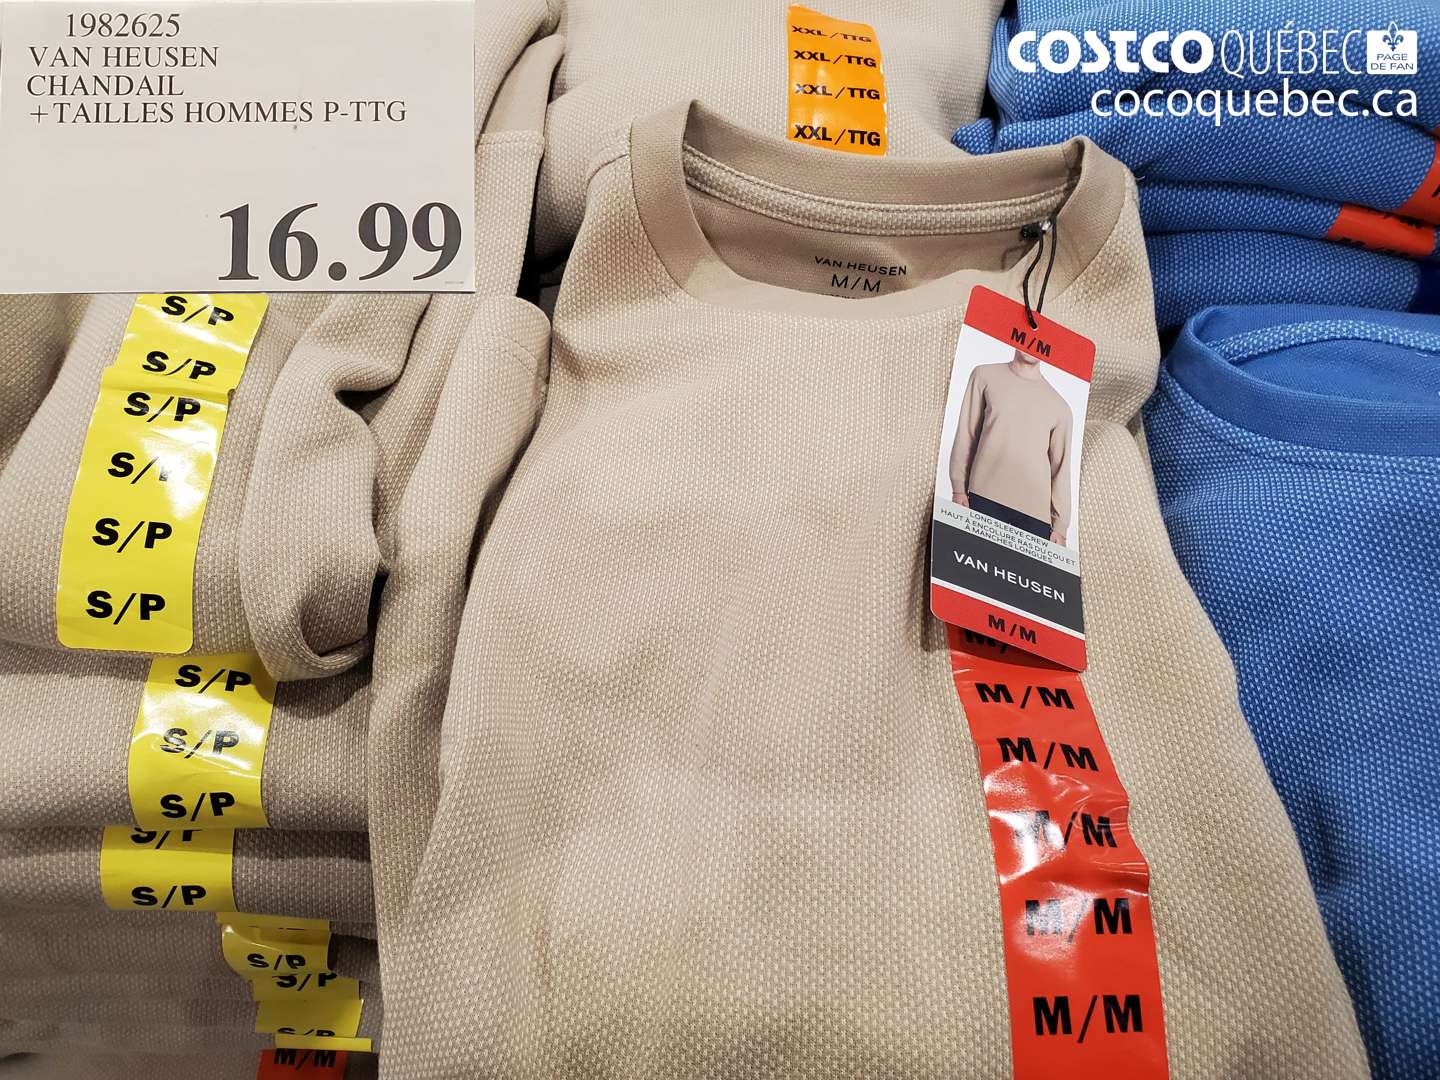 1982625
VAN HEUSEN
CHANDAIL
+TAILLES HOMMES P-TTG
16.99
COSTCO QUÉBEC
PAGE
DE FAN
cocoquebec.ca
XXL/TTG
XXL/TTG
XXL/TTG
XXL/TTG
VAN HEUSEN
M/M
M/M
LONG SLEEVE CREW
HAUT À ENCOLURE RAS DU COU ET
À MANCHES LONGUES
VAN HEUSEN
M/M
M/M
M/M
M/M
M/M
M/M
M/M
S/P
S/P
S/P
S/P
S/P
S/P
S/P
S/P
S/P
S/P
S/P
S/P
S/P
S/P
M/M